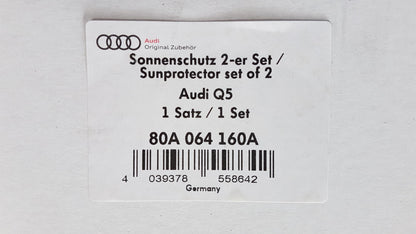 Audi
Original Zubehör
Sonnenschutz 2-er Set /
Sunprotector set of 2
Audi Q5
1 Satz / 1 Set
80A 064 160A
4 039378 558642
Germany